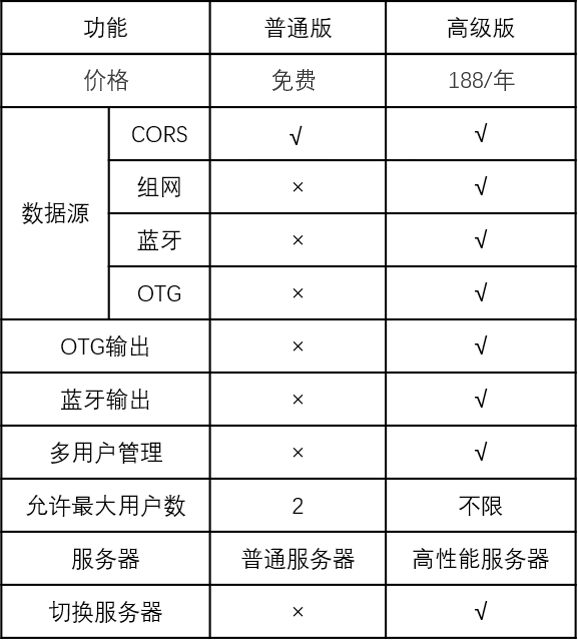 功能 普通版 高级版
价格 免费 188/年
数据源 CORS √ √
组网 × √
蓝牙 × √
OTG × √
OTG输出 × √
蓝牙输出 × √
多用户管理 × √
允许最大用户数 2 不限
服务器 普通服务器 高性能服务器
切换服务器 × √